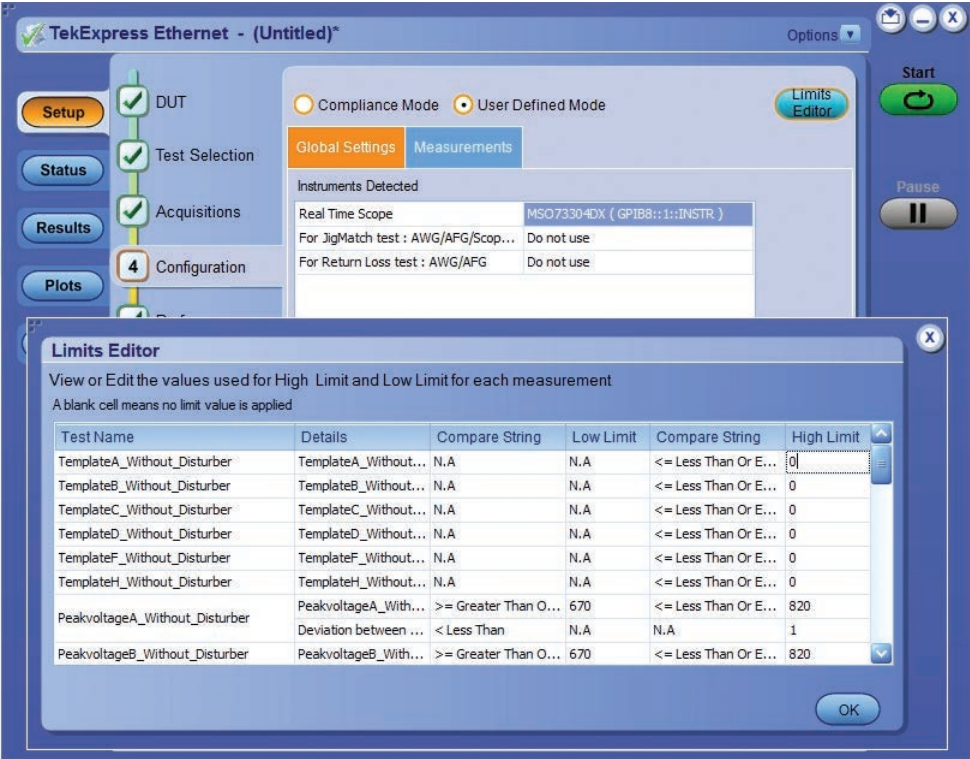 TekExpress Ethernet - (Untitled)*
Options
Start
Setup
DUT
Compliance Mode
User Defined Mode
Limits
Editor
Test Selection
Global Settings
Measurements
Status
Instruments Detected
Pause
Acquisitions
Real Time Scope
MSO73304DX ( GPIB8::1::INSTR )
Results
For JigMatch test : AWG/AFG/Scop...
Do not use
4
Configuration
For Return Loss test : AWG/AFG
Do not use
Plots
Limits Editor
X
View or Edit the values used for High Limit and Low Limit for each measurement
A blank cell means no limit value is applied
Test Name Details Compare String Low Limit Compare String High Limit
TemplateA_Without_Disturber TemplateA_Without... N.A N.A <= Less Than Or E... 0
TemplateB_Without_Disturber TemplateB_Without... N.A N.A <= Less Than Or E... 0
TemplateC_Without_Disturber TemplateC_Without... N.A N.A <= Less Than Or E... 0
TemplateD_Without_Disturber TemplateD_Without... N.A N.A <= Less Than Or E... 0
TemplateF_Without_Disturber TemplateF_Without... N.A N.A <= Less Than Or E... 0
TemplateH_Without_Disturber TemplateH_Without... N.A N.A <= Less Than Or E... 0
PeakvoltageA_Without_Disturber PeakvoltageA_With... >= Greater Than O... 670 <= Less Than Or E... 820
Deviation between ... < Less Than N.A N.A 1
PeakvoltageB_Without_Disturber PeakvoltageB_With... >= Greater Than O... 670 <= Less Than Or E... 820
OK